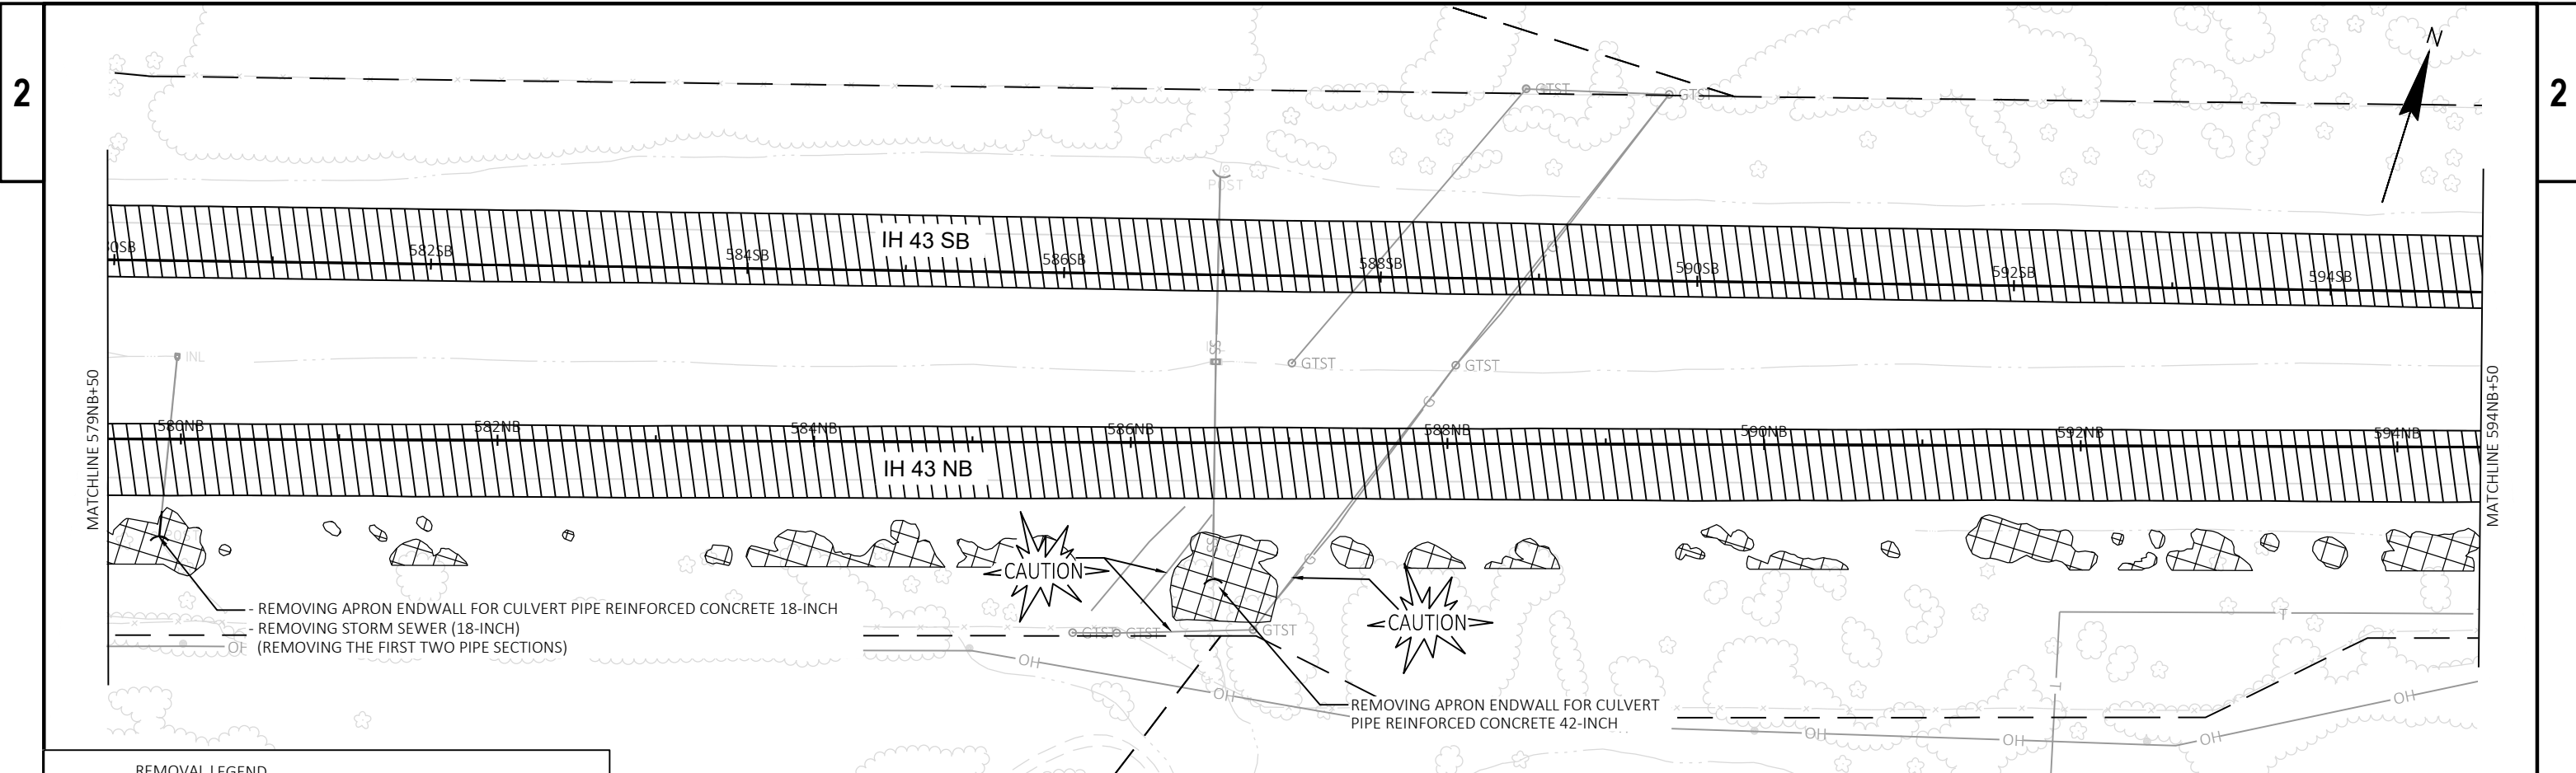 2
2
N
GTST
GTST
POST
IH 43 SB
0SB
582SB
584SB
586SB
588SB
590SB
592SB
594SB
G
INL
SS
GTST
GTST
G
MATCHLINE 579NB+50
MATCHLINE 594NB+50
580NB
582NB
584NB
586NB
588NB
590NB
592NB
594NB
IH 43 NB
SS
G
CAUTION
CAUTION
- REMOVING APRON ENDWALL FOR CULVERT PIPE REINFORCED CONCRETE 18-INCH
- REMOVING STORM SEWER (18-INCH)
(REMOVING THE FIRST TWO PIPE SECTIONS)
GTST
GTST
GTST
T
T
OH
OH
OH
OH
OH
OH
REMOVING APRON ENDWALL FOR CULVERT
PIPE REINFORCED CONCRETE 42-INCH
REMOVAL LEGEND